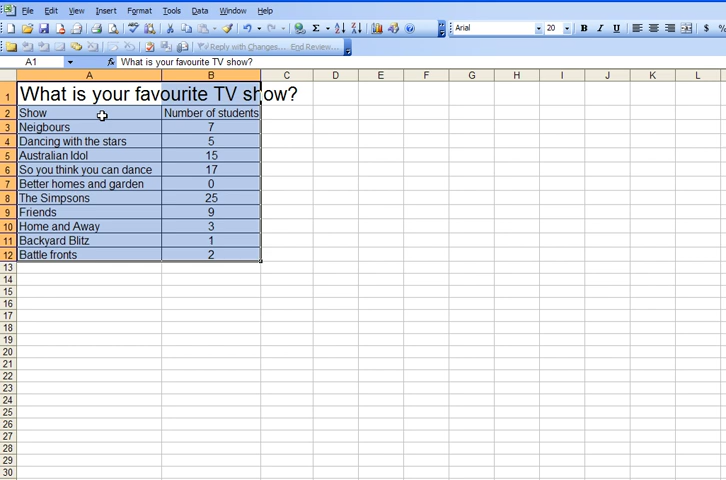 File Edit View Insert Format Tools Data Window Help
Arial 20 B I U $ %
Reply with Changes... End Review...
A1 fx What is your favourite TV show?
A B C D E F G H I J K L
1 What is your favourite TV show?
2 Show Number of students
3 Neigbours 7
4 Dancing with the stars 5
5 Australian Idol 15
6 So you think you can dance 17
7 Better homes and garden 0
8 The Simpsons 25
9 Friends 9
10 Home and Away 3
11 Backyard Blitz 1
12 Battle fronts 2
13
14
15
16
17
18
19
20
21
22
23
24
25
26
27
28
29
30